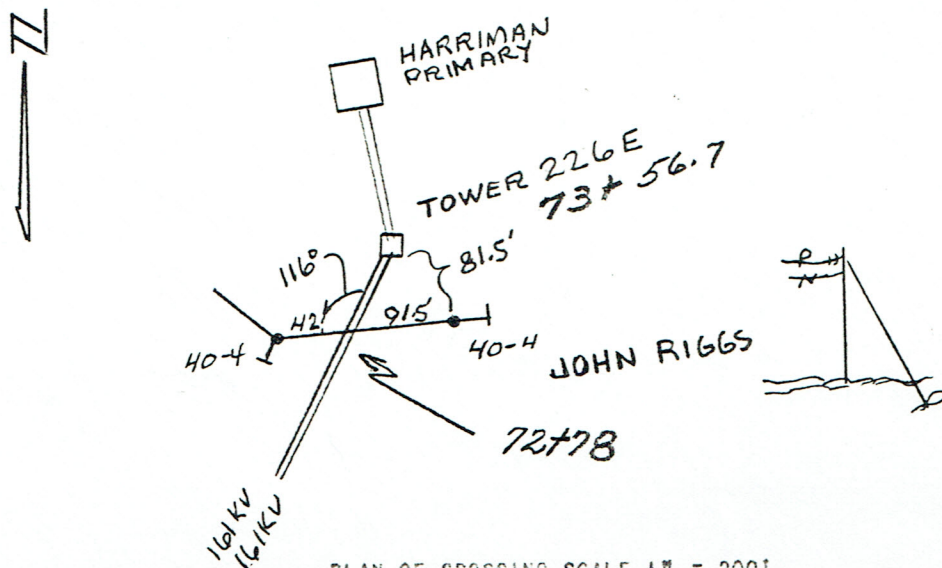 N
HARRIMAN
PRIMARY
TOWER 226E
73+56.7
116°
81.5'
42'
91.5
40-4
40-4
JOHN RIGGS
P
N
72+78
161KV
161KV
PLAN OF CROSSING SCALE 1" = 200'